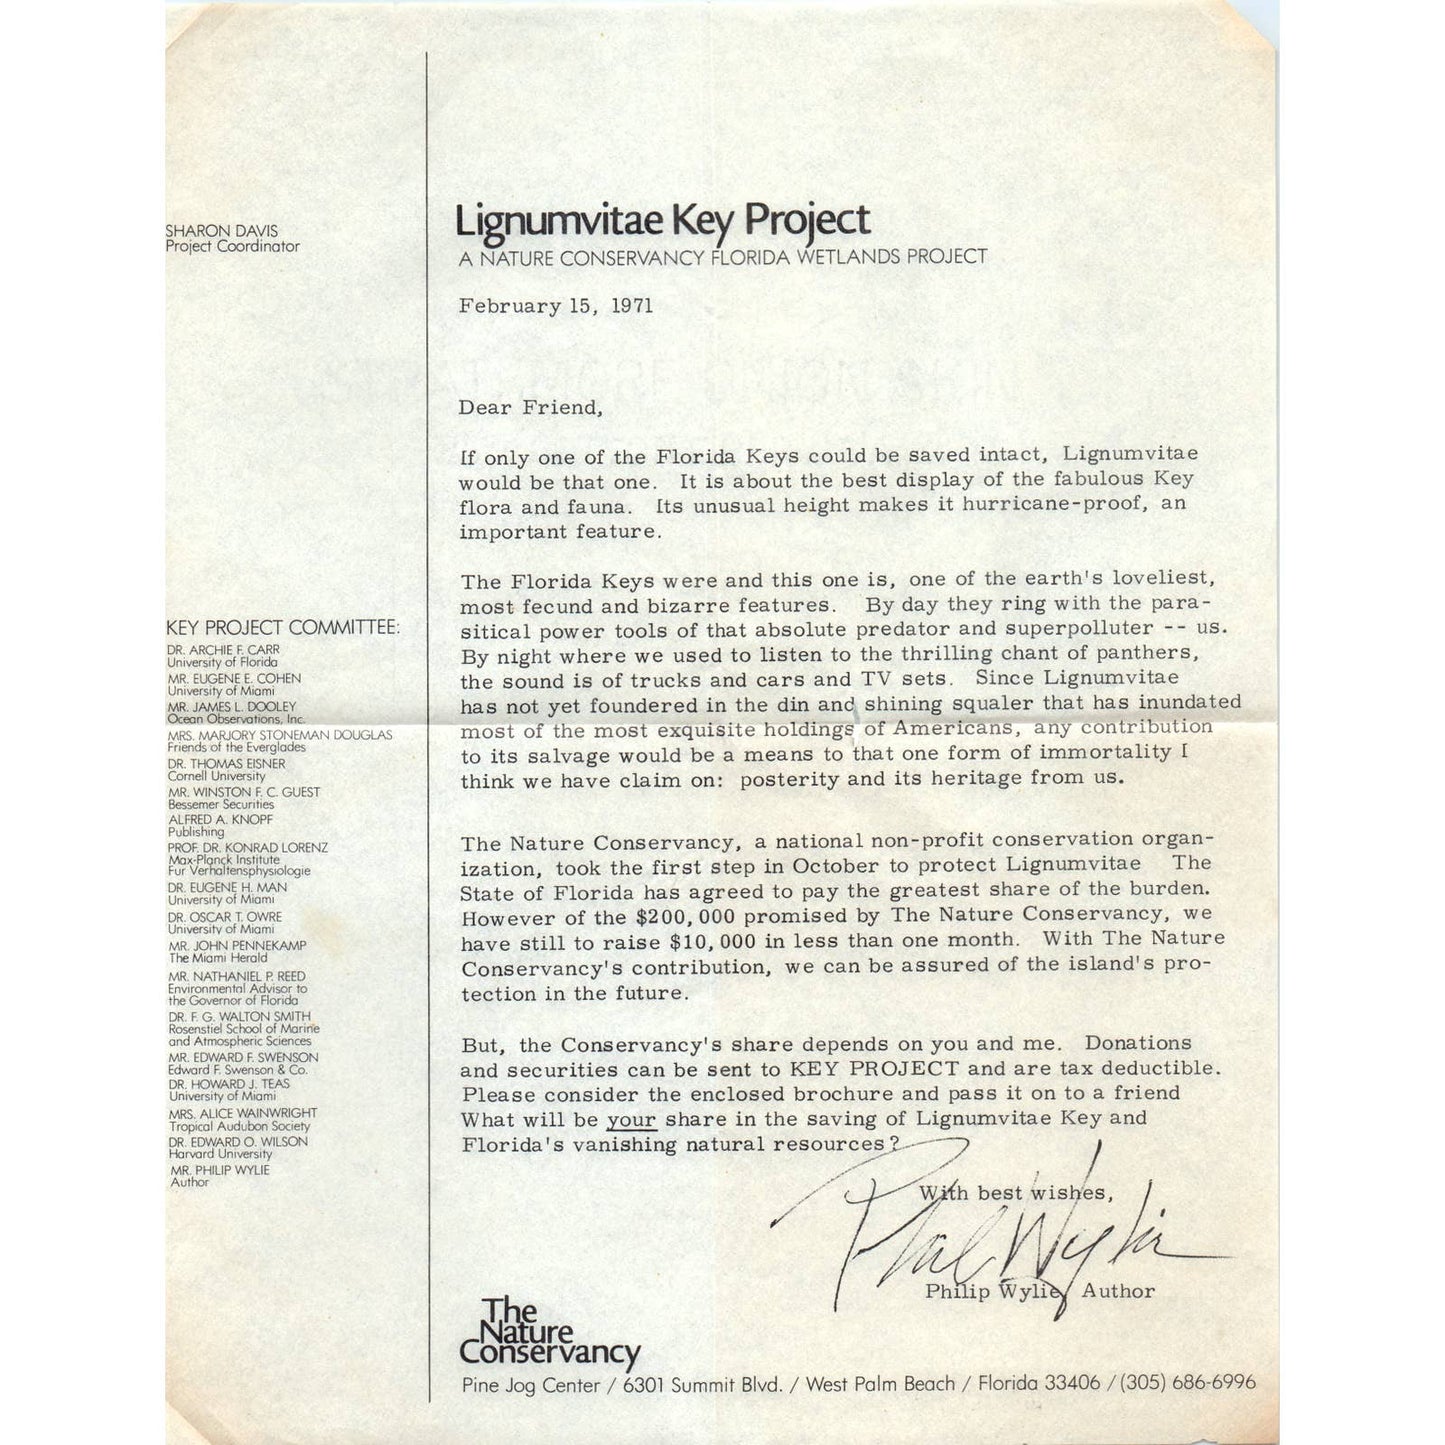 SHARON DAVIS
Project Coordinator
KEY PROJECT COMMITTEE:
DR. ARCHIE F. CARR
University of Florida
MR. EUGENE E. COHEN
University of Miami
MR. JAMES L. DOOLEY
Ocean Observations, Inc.
MRS. MARJORY STONEMAN DOUGLAS
Friends of the Everglades
DR. THOMAS EISNER
Cornell University
MR. WINSTON F. C. GUEST
Bessemer Securities
ALFRED A. KNOPF
Publishing
PROF. DR. KONRAD LORENZ
Max-Planck Institute
Fur Verhaltensphysiologie
DR. EUGENE H. MAN
University of Miami
DR. OSCAR T. OWRE
University of Miami
MR. JOHN PENNEKAMP
The Miami Herald
MR. NATHANIEL P. REED
Environmental Advisor to
the Governor of Florida
DR. F. G. WALTON SMITH
Rosenstiel School of Marine
and Atmospheric Sciences
MR. EDWARD F. SWENSON
Edward F. Swenson & Co.
DR. HOWARD J. TEAS
University of Miami
MRS. ALICE WAINWRIGHT
Tropical Audubon Society
DR. EDWARD O. WILSON
Harvard University
MR. PHILIP WYLIE
Author
Lignumvitae Key Project
A NATURE CONSERVANCY FLORIDA WETLANDS PROJECT
February 15, 1971
Dear Friend,
If only one of the Florida Keys could be saved intact, Lignumvitae
would be that one. It is about the best display of the fabulous Key
flora and fauna. Its unusual height makes it hurricane-proof, an
important feature.
The Florida Keys were and this one is, one of the earth's loveliest,
most fecund and bizarre features. By day they ring with the para-
sitical power tools of that absolute predator and superpolluter -- us.
By night where we used to listen to the thrilling chant of panthers,
the sound is of trucks and cars and TV sets. Since Lignumvitae
has not yet foundered in the din and shining squaler that has inundated
most of the most exquisite holdings of Americans, any contribution
to its salvage would be a means to that one form of immortality I
think we have claim on: posterity and its heritage from us.
The Nature Conservancy, a national non-profit conservation organ-
ization, took the first step in October to protect Lignumvitae The
State of Florida has agreed to pay the greatest share of the burden.
However of the $200,000 promised by The Nature Conservancy, we
have still to raise $10,000 in less than one month. With The Nature
Conservancy's contribution, we can be assured of the island's pro-
tection in the future.
But, the Conservancy's share depends on you and me. Donations
and securities can be sent to KEY PROJECT and are tax deductible.
Please consider the enclosed brochure and pass it on to a friend
What will be your share in the saving of Lignumvitae Key and
Florida's vanishing natural resources?
With best wishes,
Phil Wylie
Philip Wylie, Author
The
Nature
Conservancy
Pine Jog Center / 6301 Summit Blvd. / West Palm Beach / Florida 33406 / (305) 686-6996